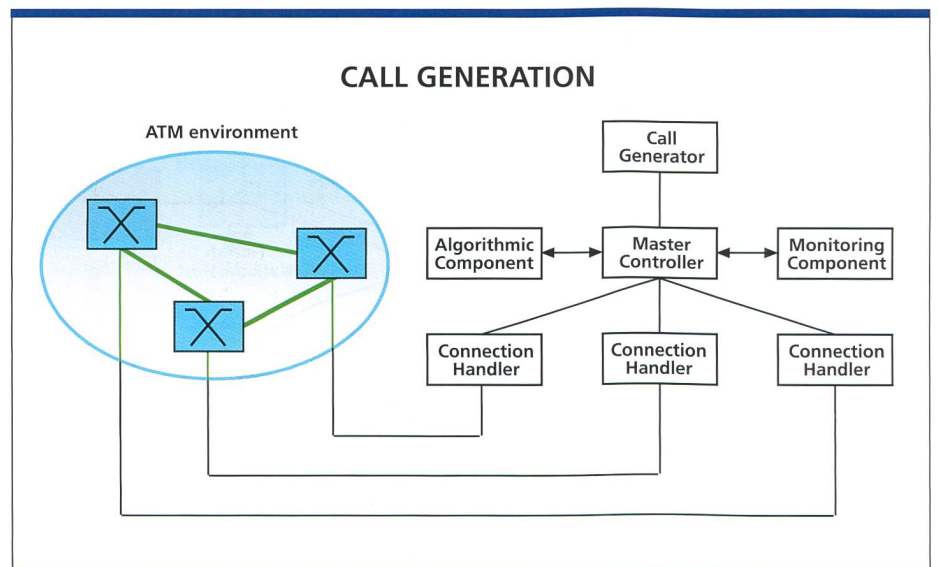 CALL GENERATION
ATM environment
Call
Generator
Algorithmic
Component
Master
Controller
Monitoring
Component
Connection
Handler
Connection
Handler
Connection
Handler